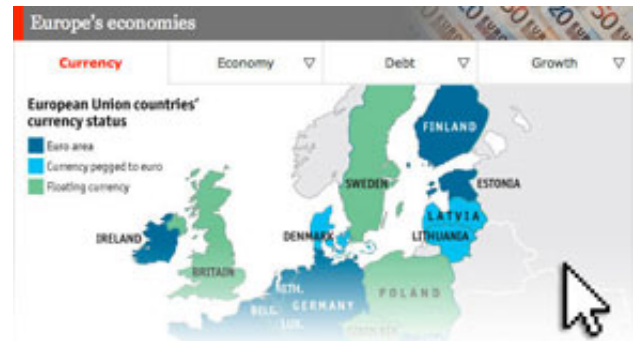 Europe's economies
Currency
Economy
Debt
Growth
European Union countries'
currency status
Euro area
Currency pegged to euro
Floating currency
FINLAND
SWEDEN
ESTONIA
LATVIA
IRELAND
DENMARK
LITHUANIA
BRITAIN
NETH.
POLAND
BELG.
GERMANY
LUX.